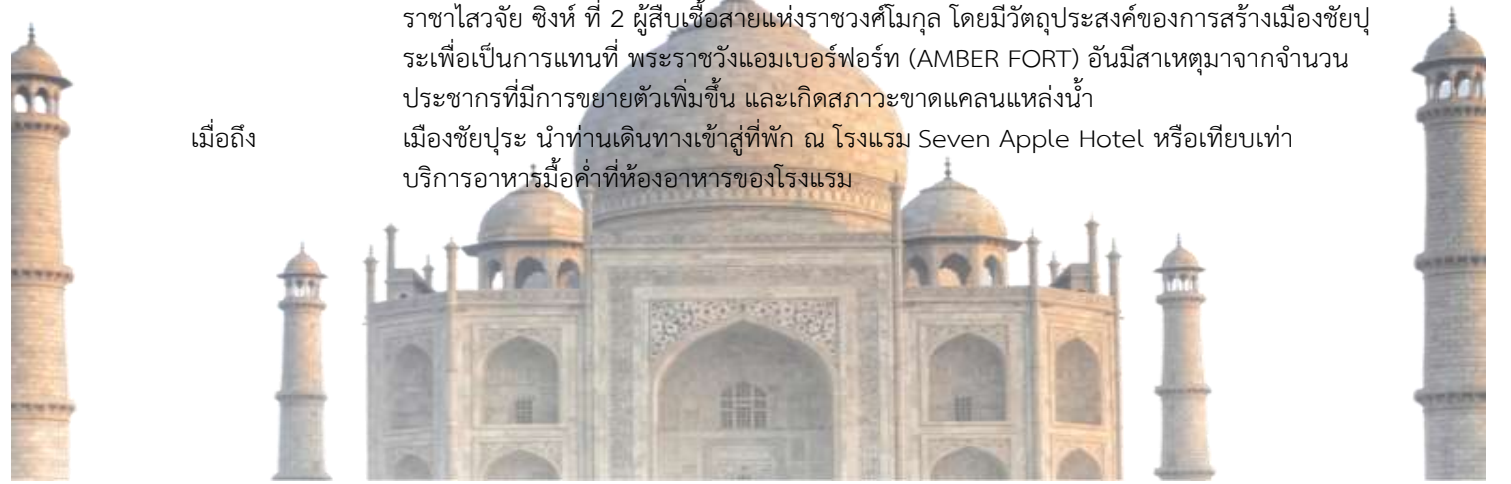 ราชาไสวจัย ซิงห์ ที่ 2 ผู้สืบเชื้อสายแห่งราชวงศ์โมกุล โดยมีวัตถุประสงค์ของการสร้างเมืองชัยปุ
ระเพื่อเป็นการแทนที่ พระราชวังแอมเบอร์ฟอร์ท (AMBER FORT) อันมีสาเหตุมาจากจำนวน
ประชากรที่มีการขยายตัวเพิ่มขึ้น และเกิดสภาวะขาดแคลนแหล่งน้ำ
เมื่อถึง เมืองชัยปุระ นำท่านเดินทางเข้าสู่ที่พัก ณ โรงแรม Seven Apple Hotel หรือเทียบเท่า
บริการอาหารมื้อค่ำที่ห้องอาหารของโรงแรม